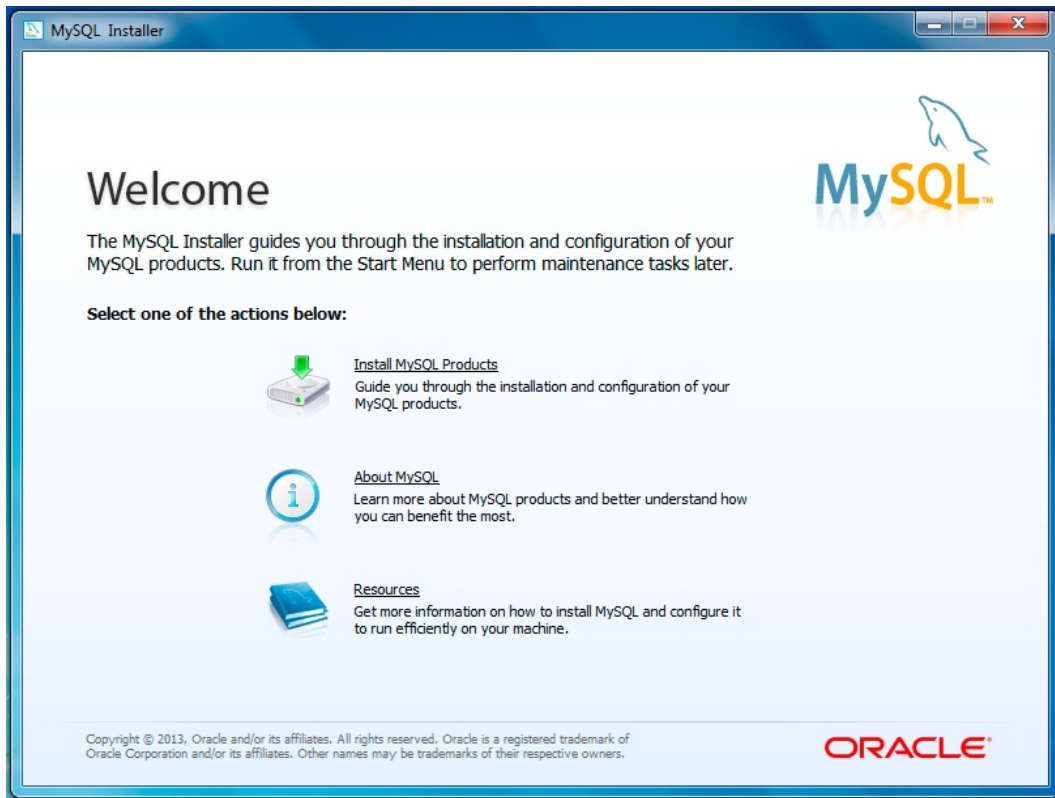 MySQL Installer
MySQL™
Welcome
The MySQL Installer guides you through the installation and configuration of your
MySQL products. Run it from the Start Menu to perform maintenance tasks later.
Select one of the actions below:
Install MySQL Products
Guide you through the installation and configuration of your
MySQL products.
About MySQL
Learn more about MySQL products and better understand how
you can benefit the most.
Resources
Get more information on how to install MySQL and configure it
to run efficiently on your machine.
Copyright © 2013, Oracle and/or its affiliates. All rights reserved. Oracle is a registered trademark of
Oracle Corporation and/or its affiliates. Other names may be trademarks of their respective owners.
ORACLE®